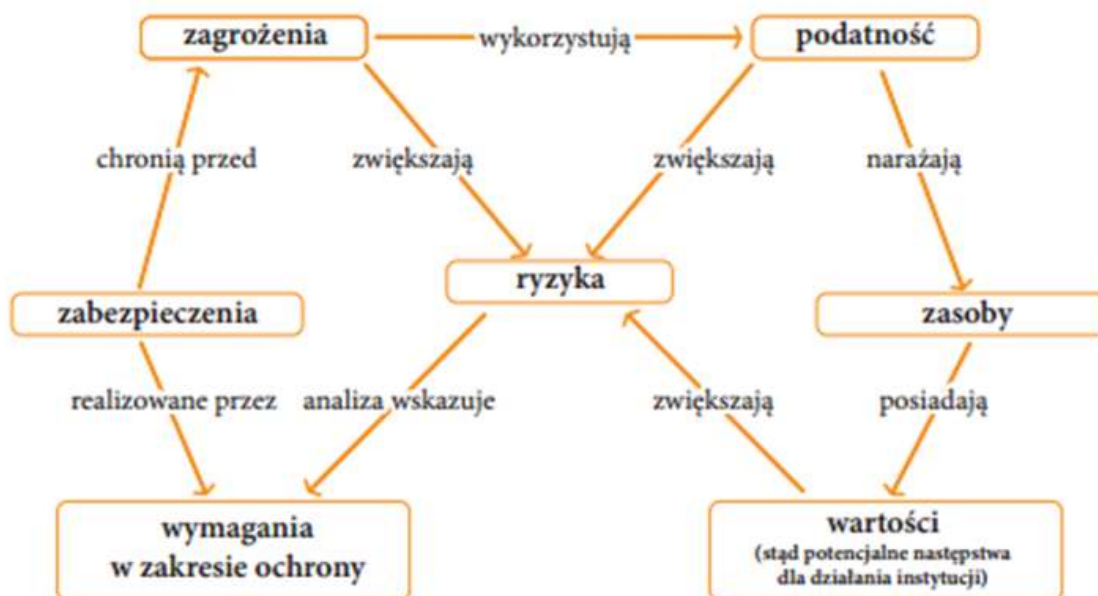 zagrożenia
wykorzystują
podatność
chronią przed
zwiększają
zwiększają
narażają
ryzyka
zabezpieczenia
zasoby
realizowane przez
analiza wskazuje
zwiększają
posiadają
wymagania
w zakresie ochrony
wartości
(stąd potencjalne następstwa
dla działania instytucji)